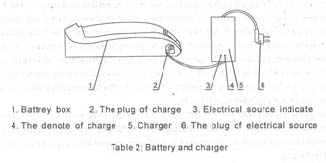 1 2 3 4 5 6
1. Battrey box 2. The plug of charge 3. Electrical source indicate
4. The denote of charge 5. Charger 6. The plug of electrical source
Table 2: Battery and charger